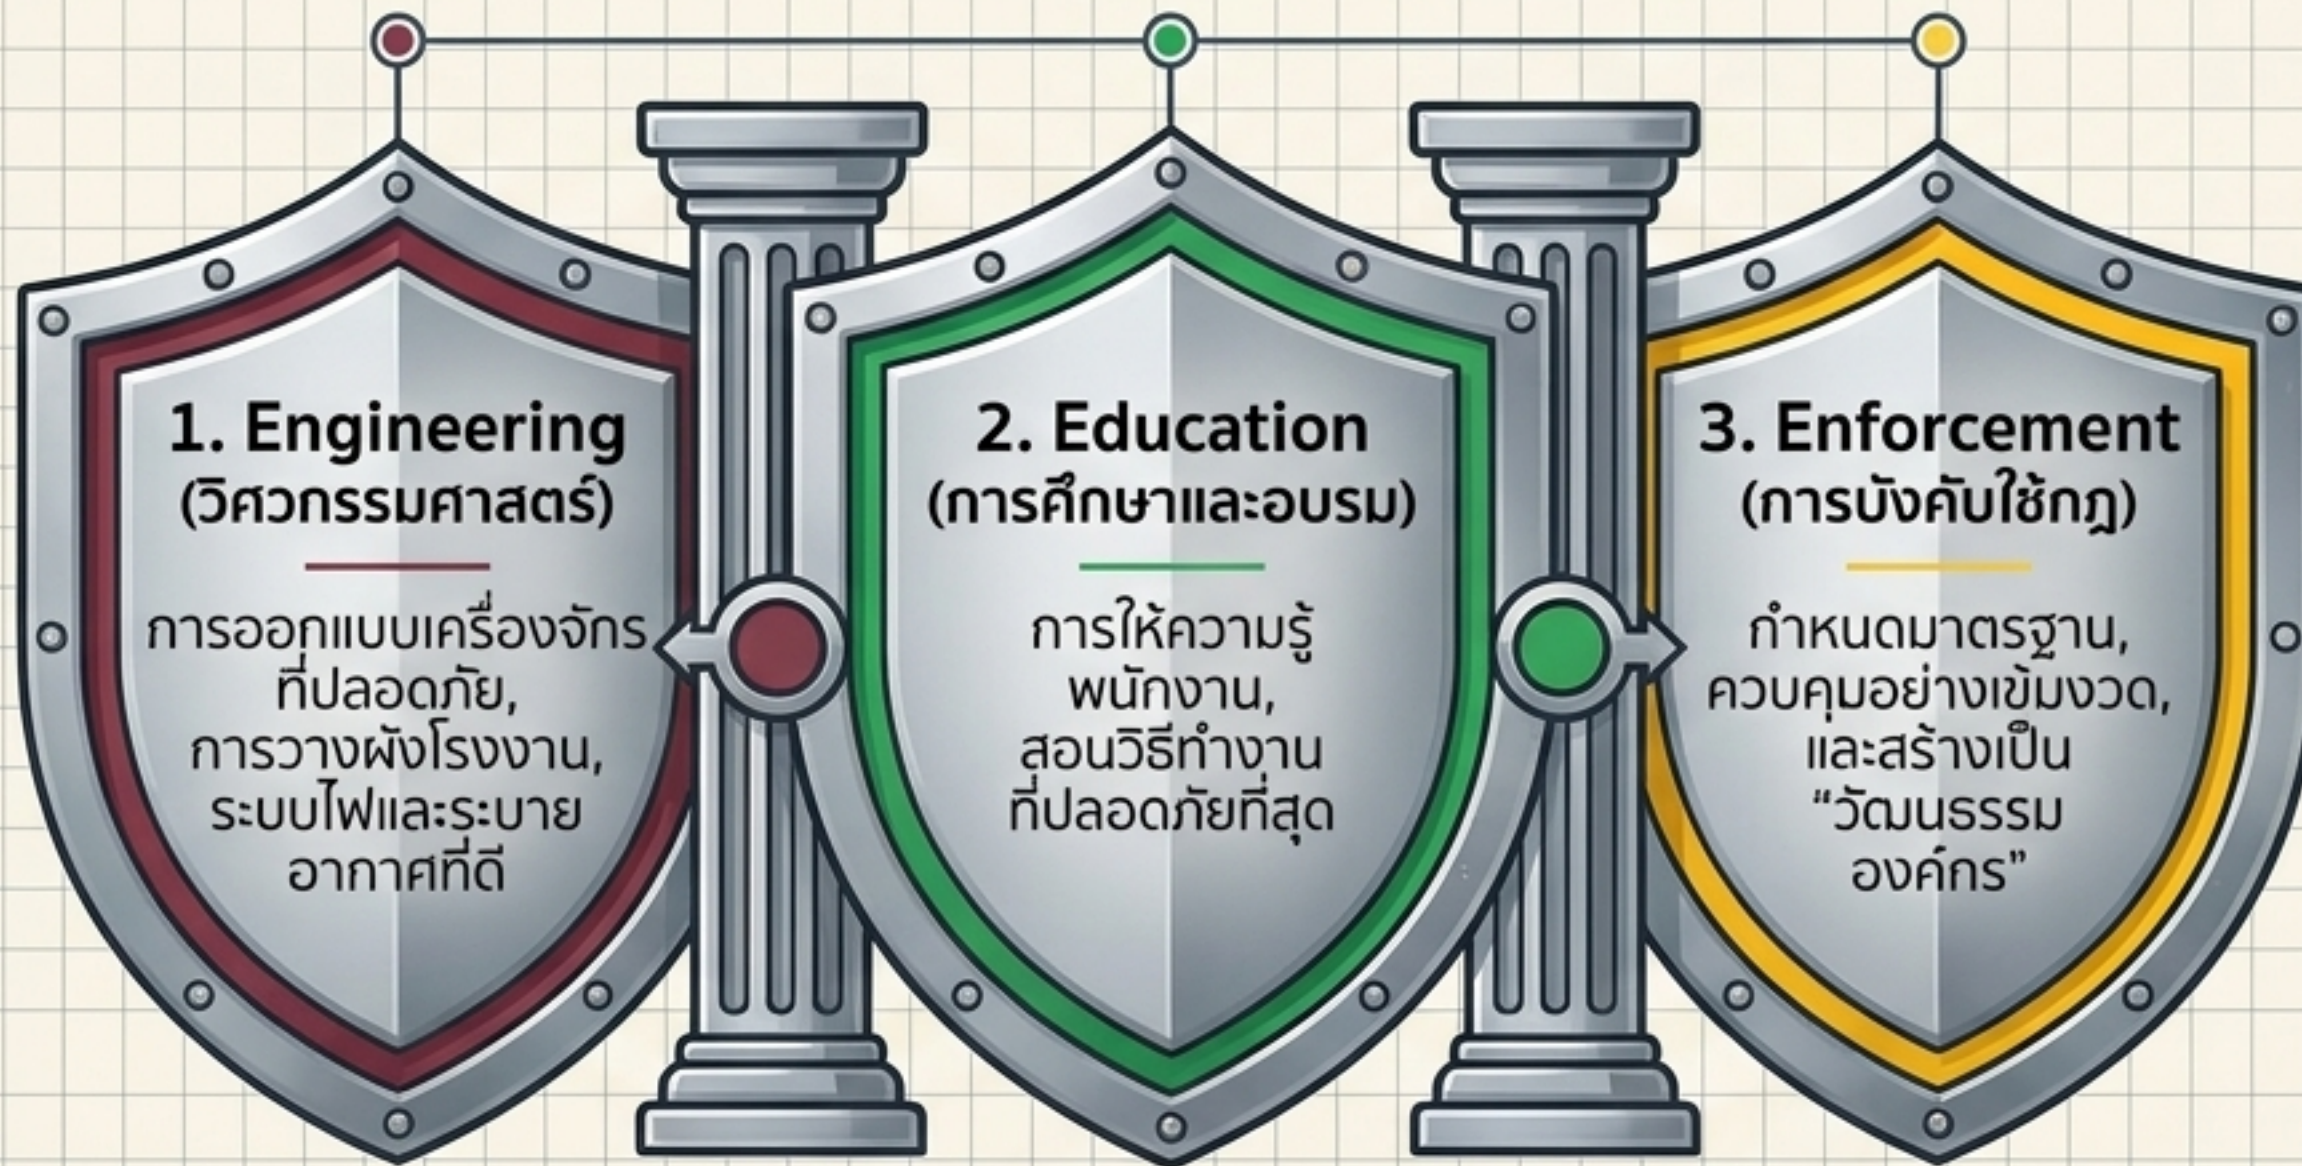 1. Engineering
(วิศวกรรมศาสตร์)
การออกแบบเครื่องจักร
ที่ปลอดภัย,
การวางผังโรงงาน,
ระบบไฟและระบาย
อากาศที่ดี
2. Education
(การศึกษาและอบรม)
การให้ความรู้
พนักงาน,
สอนวิธีทำงาน
ที่ปลอดภัยที่สุด
3. Enforcement
(การบังคับใช้กฎ)
กำหนดมาตรฐาน,
ควบคุมอย่างเข้มงวด,
และสร้างเป็น
“วัฒนธรรม
องค์กร”